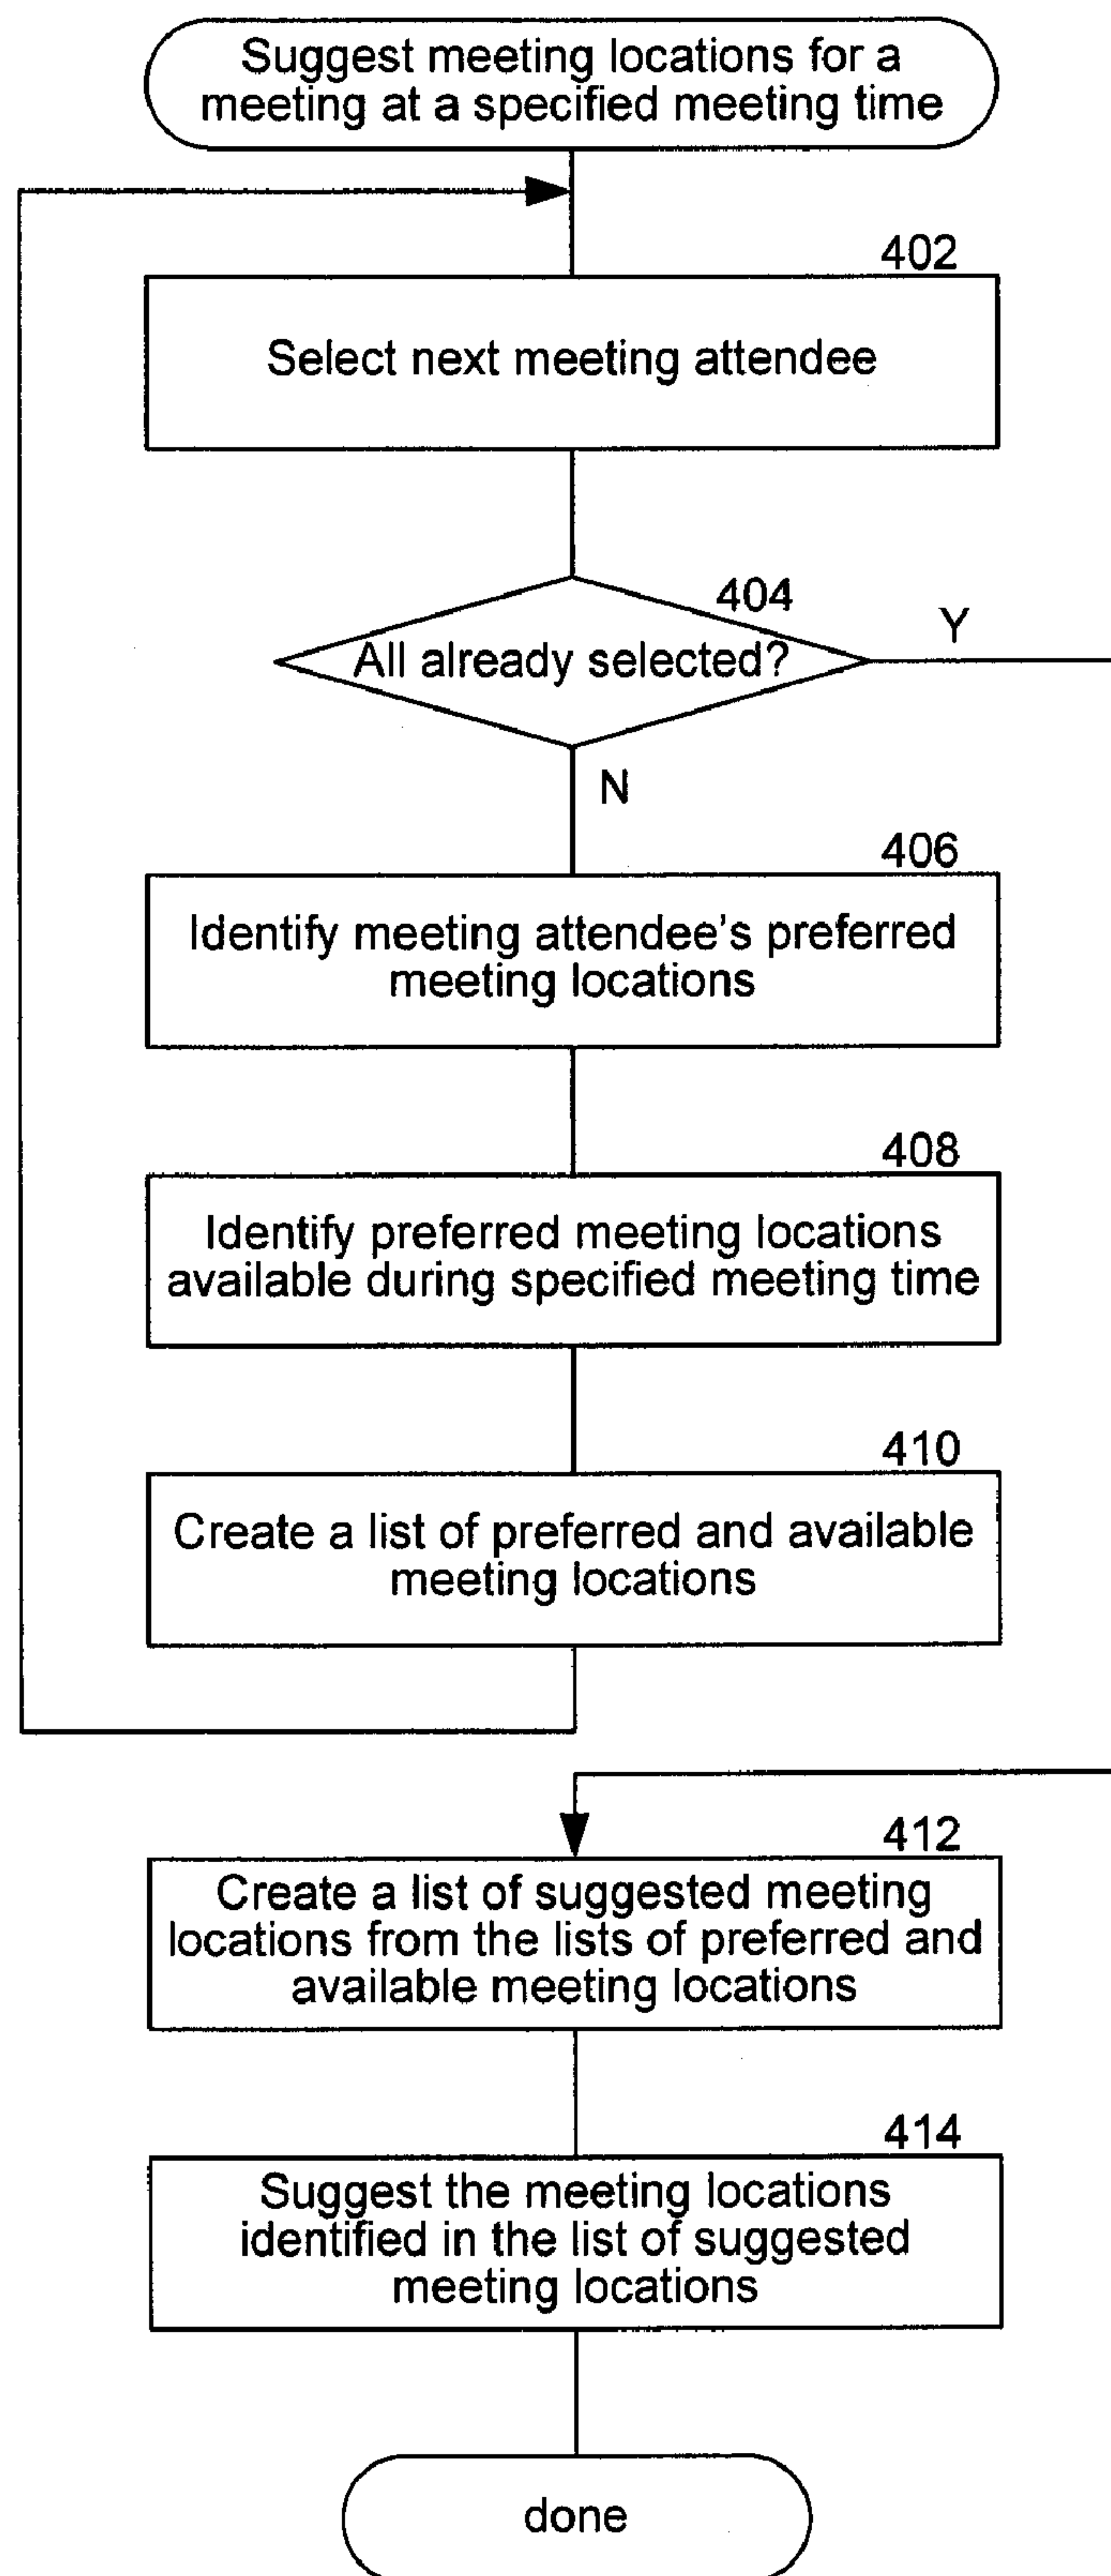 Suggest meeting locations for a
meeting at a specified meeting time
402
Select next meeting attendee
404
Y
All already selected?
N
406
Identify meeting attendee's preferred
meeting locations
408
Identify preferred meeting locations
available during specified meeting time
410
Create a list of preferred and available
meeting locations
412
Create a list of suggested meeting
locations from the lists of preferred and
available meeting locations
414
Suggest the meeting locations
identified in the list of suggested
meeting locations
done